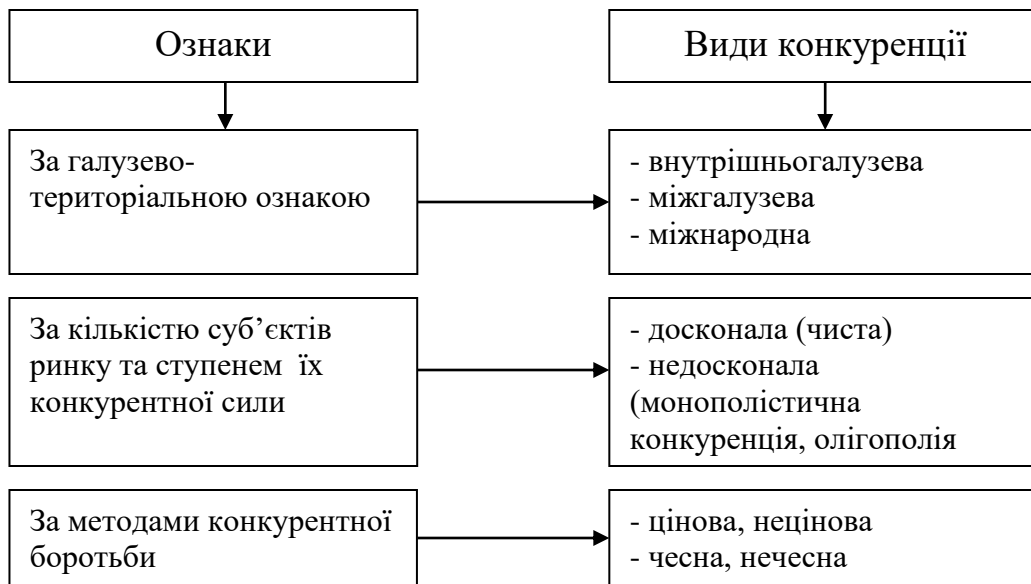 Ознаки
Види конкуренції
За галузево-
територіальною ознакою
- внутрішньогалузева
- міжгалузева
- міжнародна
За кількістю суб’єктів
ринку та ступенем їх
конкурентної сили
- досконала (чиста)
- недосконала
(монополістична
конкуренція, олігополія
За методами конкурентної
боротьби
- цінова, нецінова
- чесна, нечесна